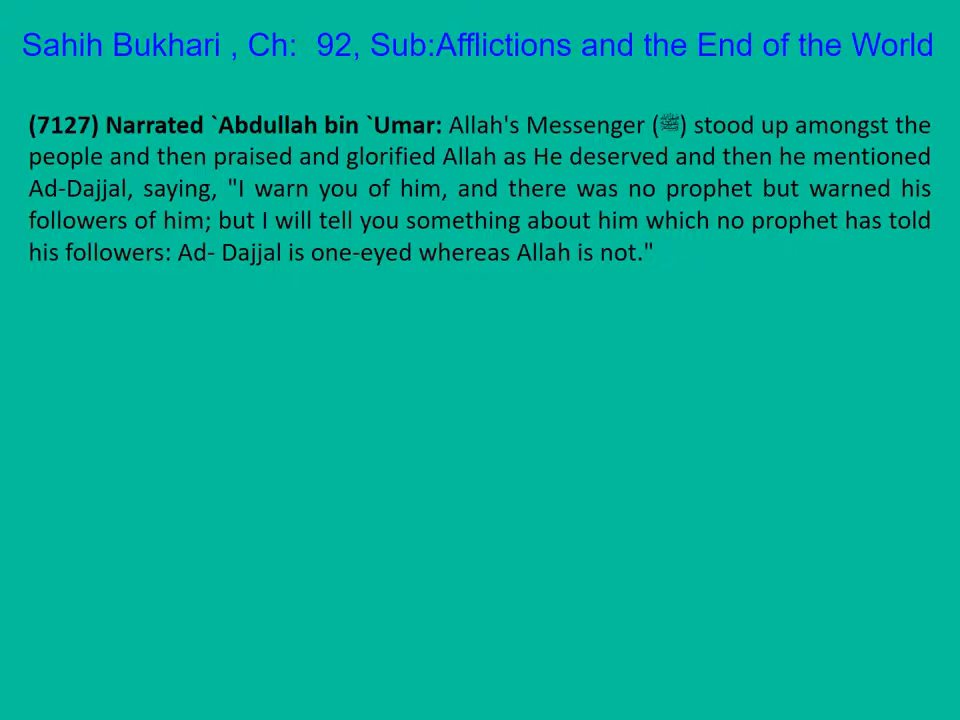 Sahih Bukhari , Ch:  92, Sub:Afflictions and the End of the World
(7127) Narrated `Abdullah bin `Umar: Allah's Messenger (ﷺ) stood up amongst the
people and then praised and glorified Allah as He deserved and then he mentioned
Ad-Dajjal, saying, "I warn you of him, and there was no prophet but warned his
followers of him; but I will tell you something about him which no prophet has told
his followers: Ad- Dajjal is one-eyed whereas Allah is not."